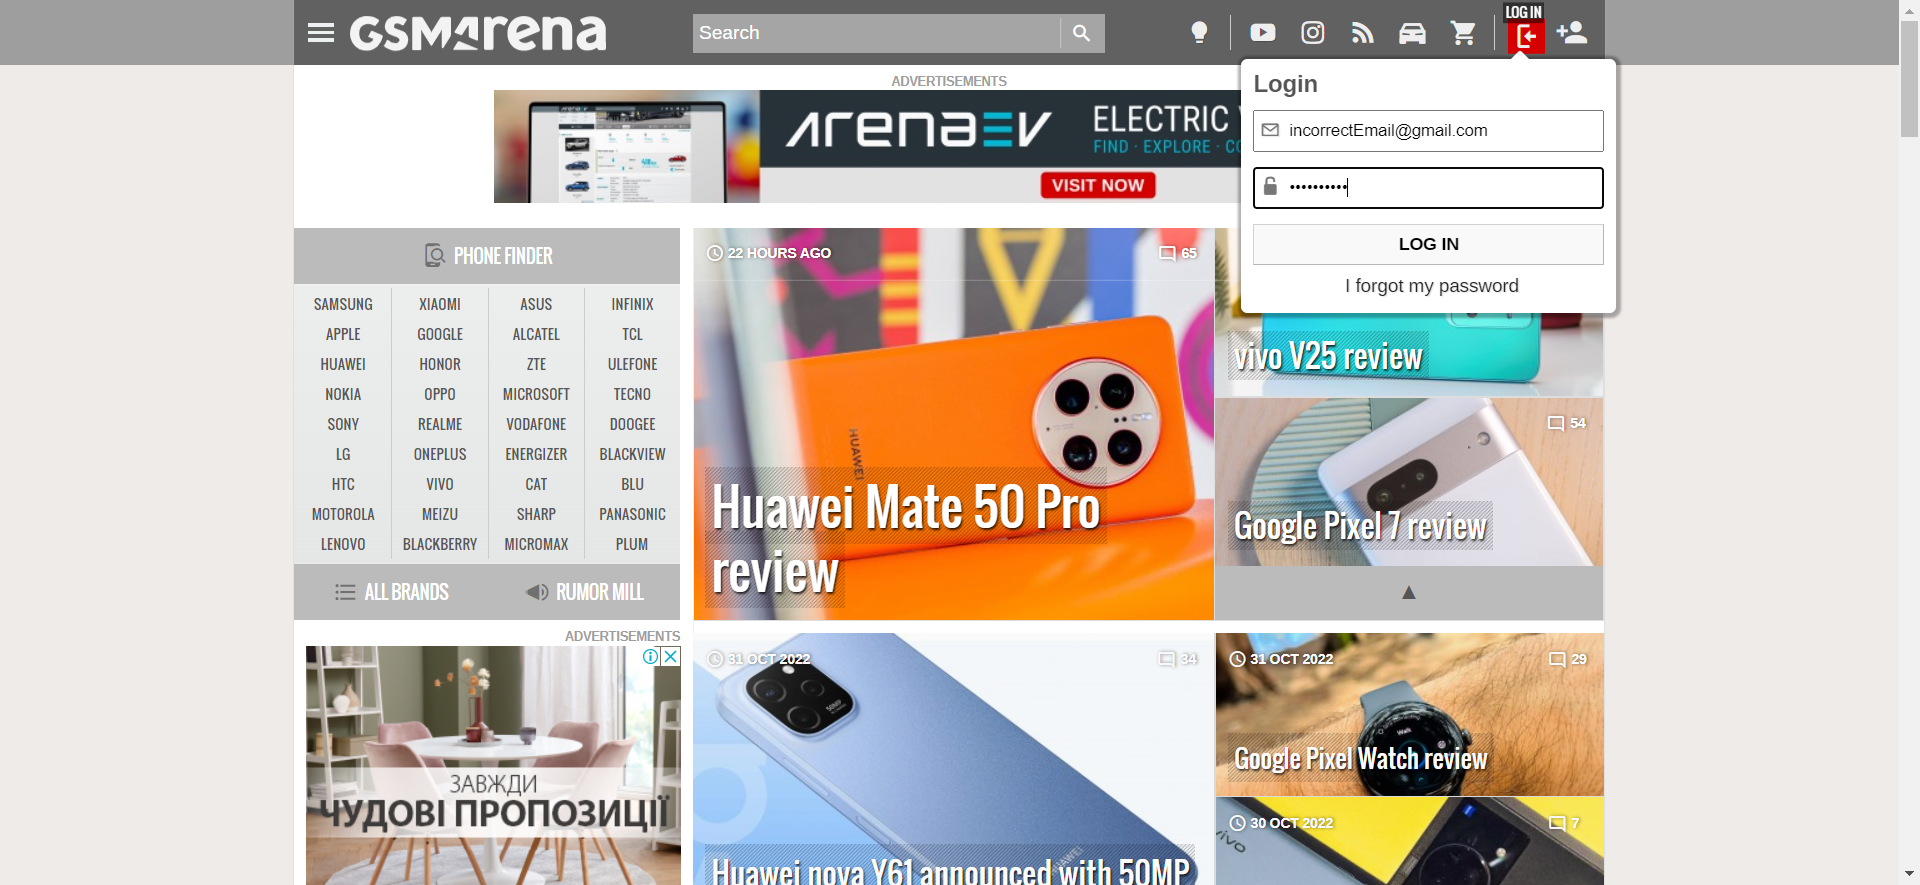 GSMArena
Search
LOG IN
Login
incorrectEmail@gmail.com
••••••••••
LOG IN
I forgot my password
ADVERTISEMENTS
arenaEV
ELECTRIC
FIND · EXPLORE ·
VISIT NOW
PHONE FINDER
SAMSUNG XIAOMI ASUS INFINIX
APPLE GOOGLE ALCATEL TCL
HUAWEI HONOR ZTE ULEFONE
NOKIA OPPO MICROSOFT TECNO
SONY REALME VODAFONE DOOGEE
LG ONEPLUS ENERGIZER BLACKVIEW
HTC VIVO CAT BLU
MOTOROLA MEIZU SHARP PANASONIC
LENOVO BLACKBERRY MICROMAX PLUM
ALL BRANDS RUMOR MILL
ADVERTISEMENTS
ЗАВЖДИ
ЧУДОВІ ПРОПОЗИЦІЇ
22 HOURS AGO 65
HUAWEI
Huawei Mate 50 Pro
review
vivo V25 review
54
Google Pixel 7 review
▲
31 OCT 2022 34
50MP
HUAWEI
Huawei nova Y61 announced with 50MP
31 OCT 2022 29
Walk
Google Pixel Watch review
30 OCT 2022 7
vivo